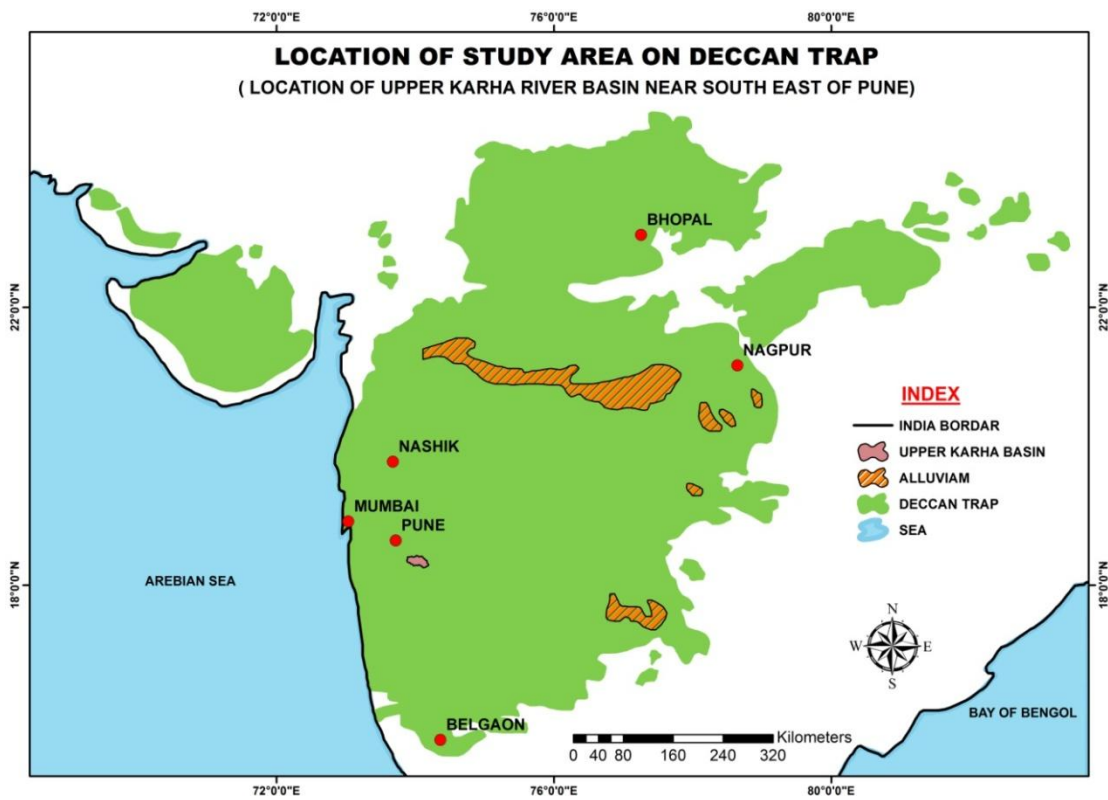 72°0'0"N
76°0'0"N
80°0'0"N
LOCATION OF STUDY AREA ON DECCAN TRAP
( LOCATION OF UPPER KARHA RIVER BASIN NEAR SOUTH EAST OF PUNE)
BHOPAL
22°0'0"N
22°0'0"N
NAGPUR
INDEX
INDIA BORDAR
UPPER KARHA BASIN
ALLUVIAM
DECCAN TRAP
SEA
NASHIK
MUMBAI
PUNE
18°0'0"N
18°0'0"N
AREBIAN SEA
N
W
E
S
BAY OF BENGOL
BELGAON
Kilometers
0 40 80 160 240 320
72°0'0"N
76°0'0"N
80°0'0"N